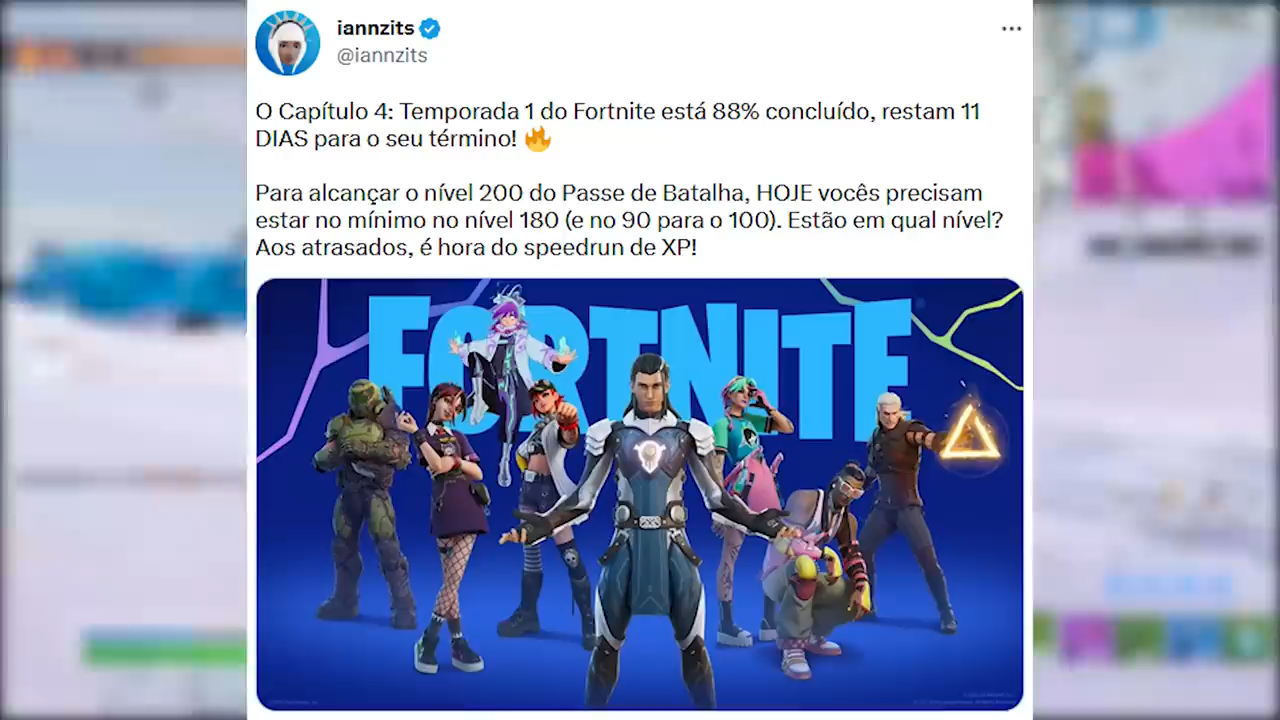 iannzits
@iannzits
O Capítulo 4: Temporada 1 do Fortnite está 88% concluído, restam 11
DIAS para o seu término! 🔥
Para alcançar o nível 200 do Passe de Batalha, HOJE vocês precisam
estar no mínimo no nível 180 (e no 90 para o 100). Estão em qual nível?
Aos atrasados, é hora do speedrun de XP!
FORTNITE